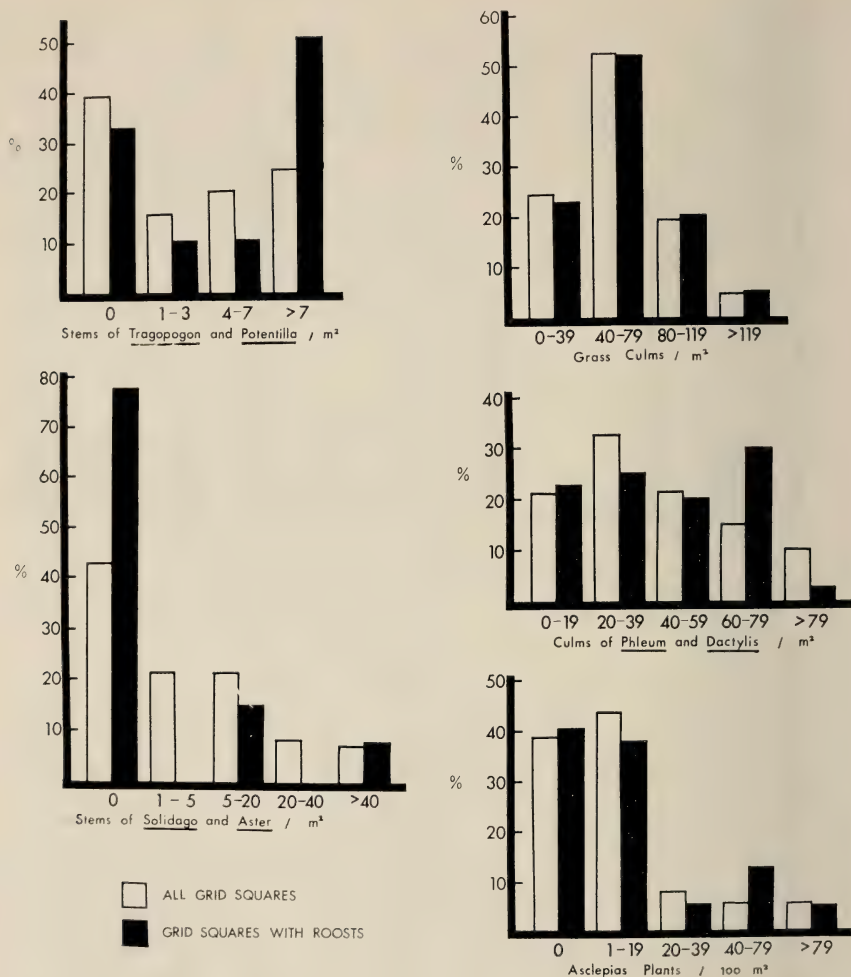 50
40
%
30
20
10
0 1-3 4-7 >7
Stems of Tragopogon and Potentilla / m²
60
50
40
%
30
20
10
0-39 40-79 80-119 >119
Grass Culms / m²
80
70
60
50
%
40
30
20
10
0 1-5 5-20 20-40 >40
Stems of Solidago and Aster / m²
40
30
%
20
10
0-19 20-39 40-59 60-79 >79
Culms of Phleum and Dactylis / m²
50
40
30
%
20
10
0 1-19 20-39 40-79 >79
Asclepias Plants / 100 m²
ALL GRID SQUARES
GRID SQUARES WITH ROOSTS